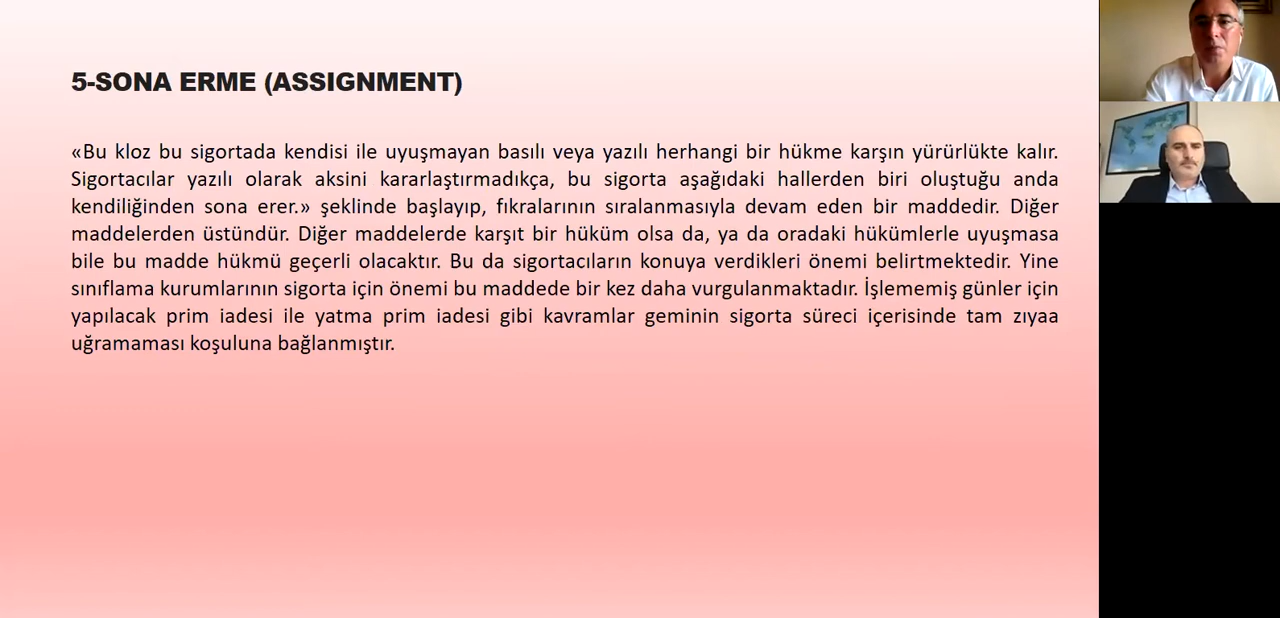 5-SONA ERME (ASSIGNMENT)
«Bu kloz bu sigortada kendisi ile uyuşmayan basılı veya yazılı herhangi bir hükme karşın yürürlükte kalır.
Sigortacılar yazılı olarak aksini kararlaştırmadıkça, bu sigorta aşağıdaki hallerden biri oluştuğu anda
kendiliğinden sona erer.» şeklinde başlayıp, fıkralarının sıralanmasıyla devam eden bir maddedir. Diğer
maddelerden üstündür. Diğer maddelerde karşıt bir hüküm olsa da, ya da oradaki hükümlerle uyuşmasa
bile bu madde hükmü geçerli olacaktır. Bu da sigortacıların konuya verdikleri önemi belirtmektedir. Yine
sınıflama kurumlarının sigorta için önemi bu maddede bir kez daha vurgulanmaktadır. İşlememiş günler için
yapılacak prim iadesi ile yatma prim iadesi gibi kavramlar geminin sigorta süreci içerisinde tam zıyaa
uğramaması koşuluna bağlanmıştır.